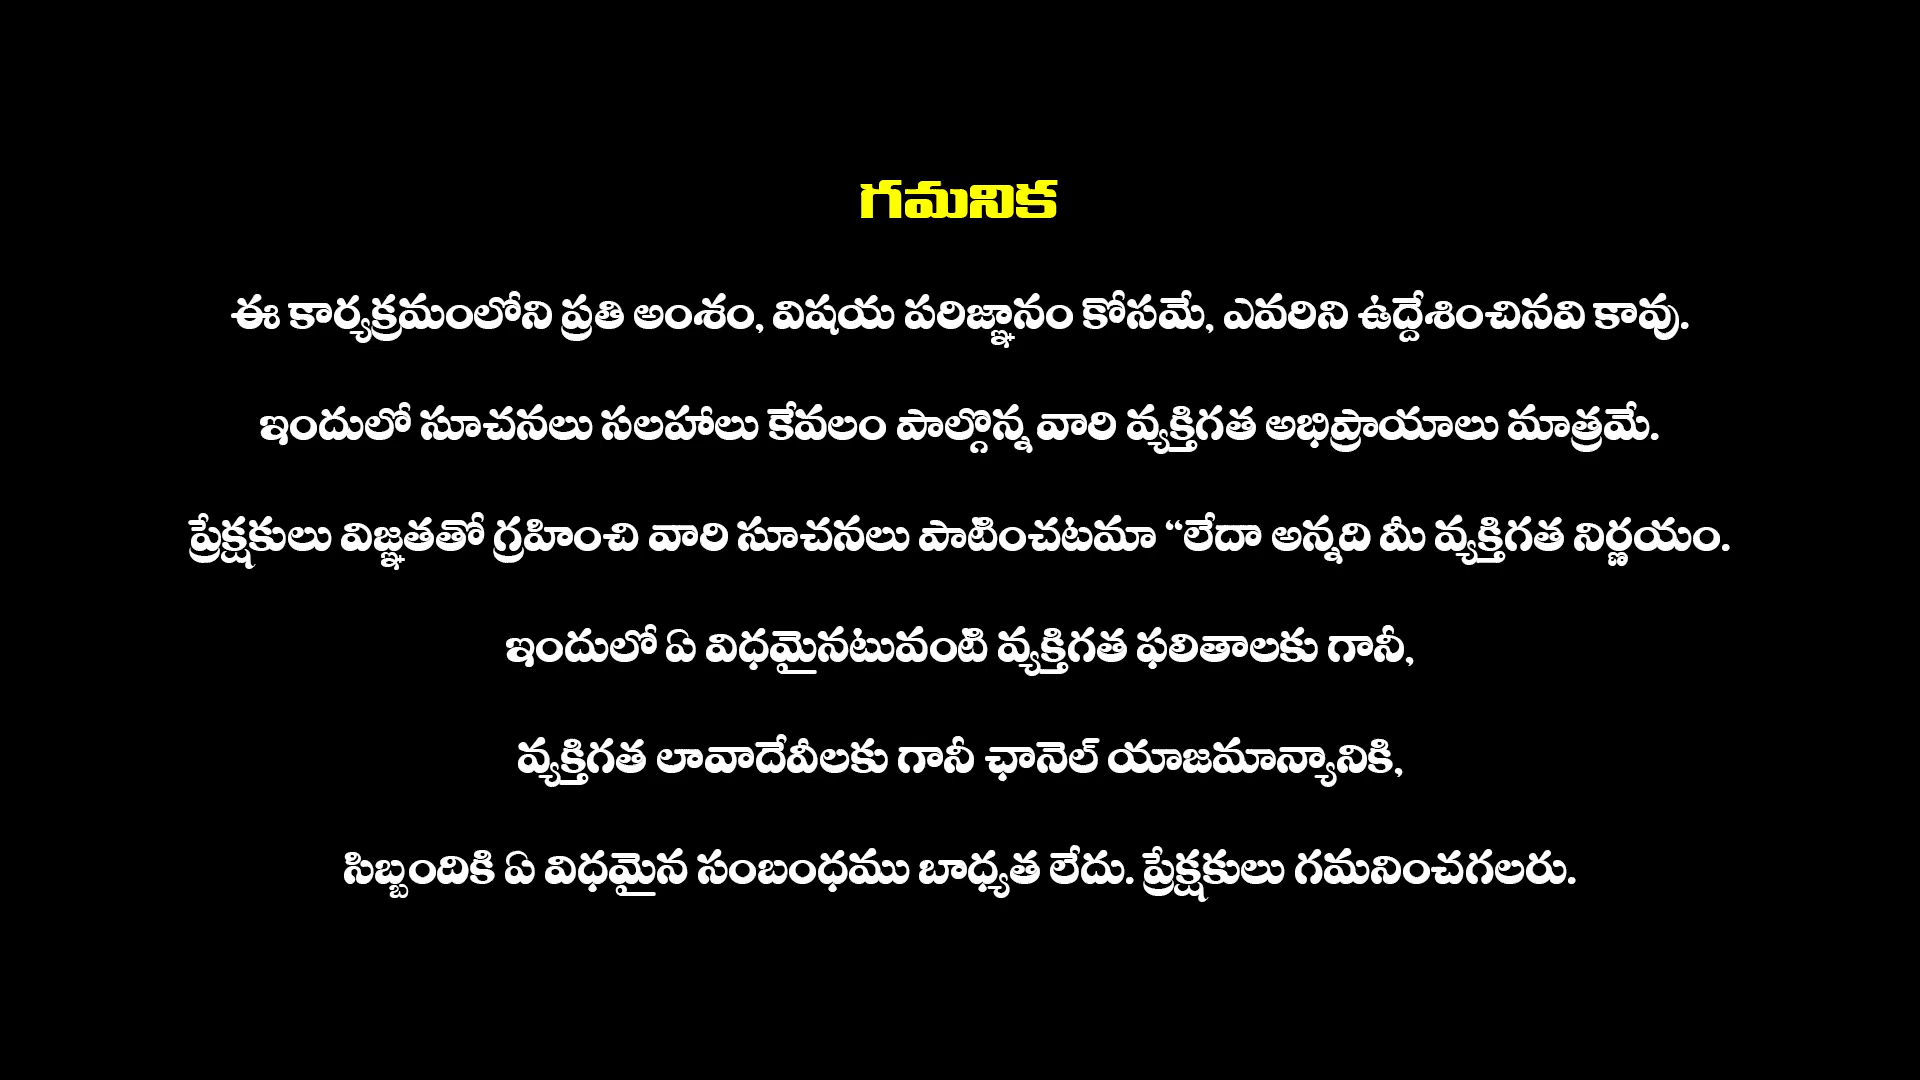 గమనిక
ఈ కార్యక్రమంలోని ప్రతి అంశం, విషయ పరిజ్ఞానం కోసమే, ఎవరిని ఉద్దేశించినవి కావు.
ఇందులో సూచనలు సలహాలు కేవలం పాల్గొన్న వారి వ్యక్తిగత అభిప్రాయాలు మాత్రమే.
ప్రేక్షకులు విజ్ఞతతో గ్రహించి వారి సూచనలు పాటించటమా “లేదా అన్నది మీ వ్యక్తిగత నిర్ణయం.
ఇందులో ఏ విధమైనటువంటి వ్యక్తిగత ఫలితాలకు గానీ,
వ్యక్తిగత లావాదేవీలకు గానీ ఛానెల్ యాజమాన్యానికి,
సిబ్బందికి ఏ విధమైన సంబంధము బాధ్యత లేదు. ప్రేక్షకులు గమనించగలరు.